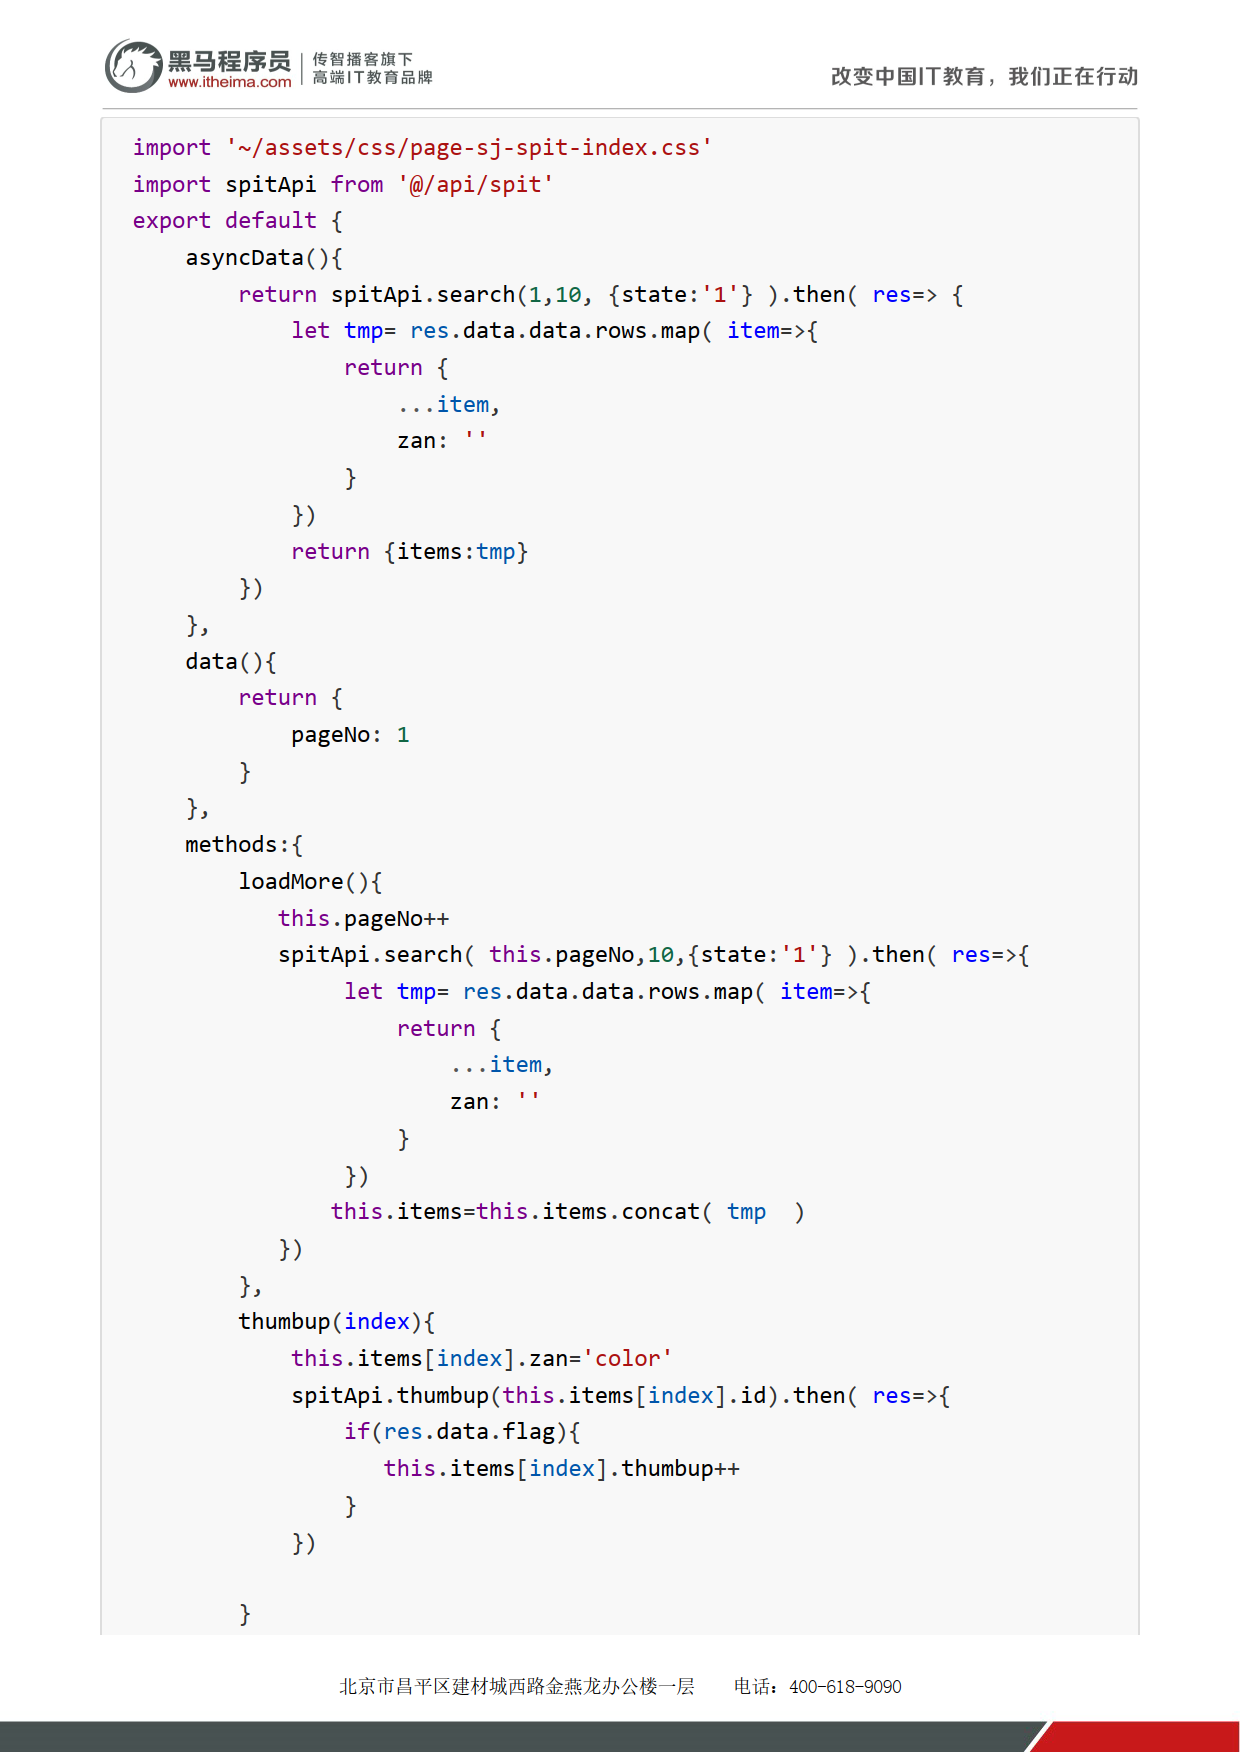 黑马程序员
www.itheima.com
传智播客旗下
高端IT教育品牌
改变中国IT教育，我们正在行动
import '~/assets/css/page-sj-spit-index.css'
import spitApi from '@/api/spit'
export default {
    asyncData(){
        return spitApi.search(1,10, {state:'1'} ).then( res=> {
            let tmp= res.data.data.rows.map( item=>{
                return {
                    ...item,
                    zan: ''
                }
            })
            return {items:tmp}
        })
    },
    data(){
        return {
            pageNo: 1
        }
    },
    methods:{
        loadMore(){
           this.pageNo++
           spitApi.search( this.pageNo,10,{state:'1'} ).then( res=>{
                let tmp= res.data.data.rows.map( item=>{
                    return {
                        ...item,
                        zan: ''
                    }
                })
               this.items=this.items.concat( tmp  )
           })
        },
        thumbup(index){
            this.items[index].zan='color'
            spitApi.thumbup(this.items[index].id).then( res=>{
                if(res.data.flag){
                   this.items[index].thumbup++
                }
            })

        }
北京市昌平区建材城西路金燕龙办公楼一层    电话：400-618-9090